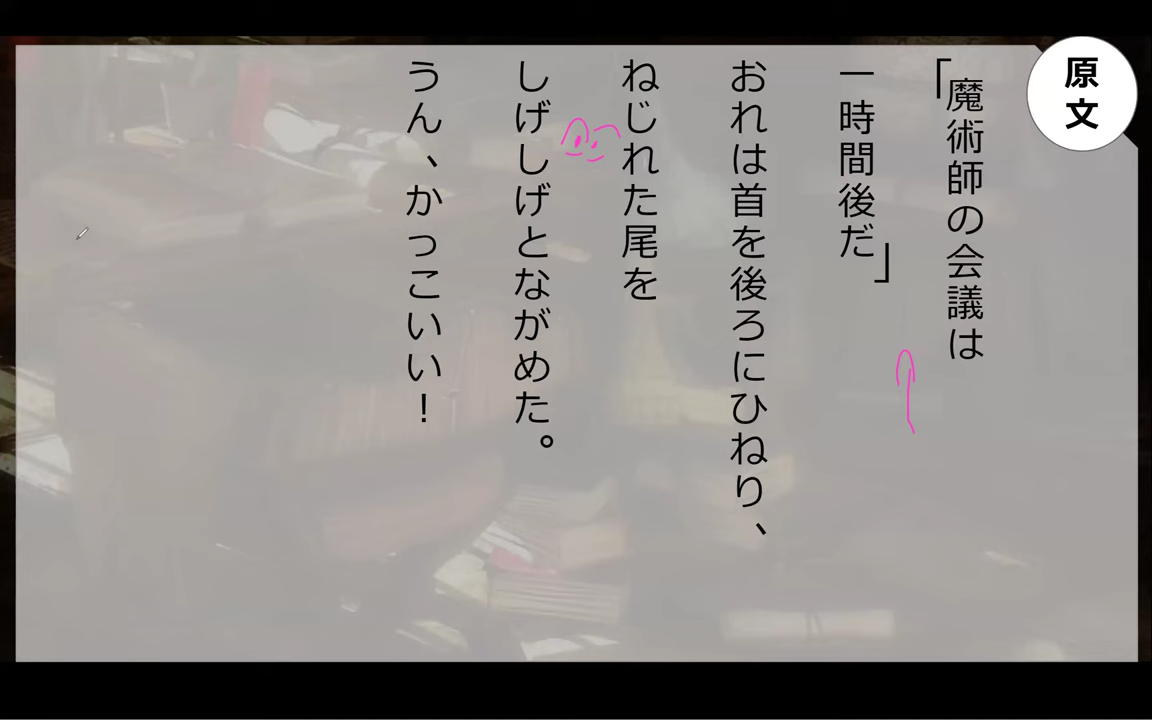 原文
「魔術師の会議は
一時間後だ」
おれは首を後ろにひねり、
ねじれた尾を
しげしげとながめた。
うん、かっこいい！